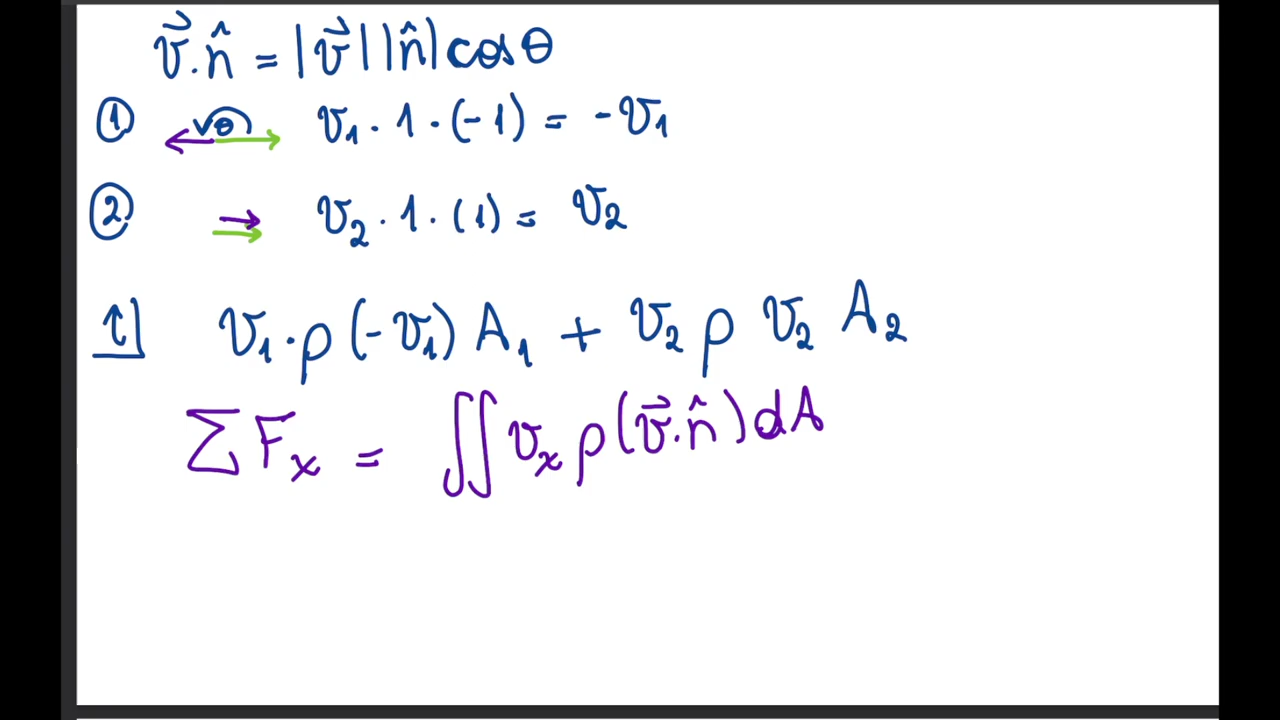 v⃗.n̂ = |v⃗||n̂|cosθ
① θ v₁ . 1 . (-1) = -v₁
② v₂ . 1 . (1) = v₂
v₁ . ρ (-v₁) A₁ + v₂ ρ v₂ A₂
ΣFₓ = ∬ vₓ ρ(v⃗.n̂)dA